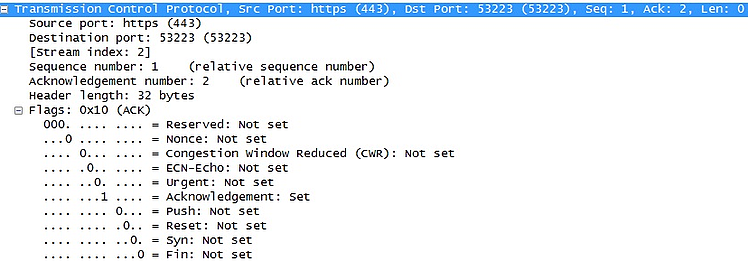 Transmission Control Protocol, Src Port: https (443), Dst Port: 53223 (53223), Seq: 1, Ack: 2, Len: 0
Source port: https (443)
Destination port: 53223 (53223)
[Stream index: 2]
Sequence number: 1    (relative sequence number)
Acknowledgement number: 2    (relative ack number)
Header length: 32 bytes
Flags: 0x10 (ACK)
000. .... .... = Reserved: Not set
...0 .... .... = Nonce: Not set
.... 0... .... = Congestion Window Reduced (CWR): Not set
.... .0.. .... = ECN-Echo: Not set
.... ..0. .... = Urgent: Not set
.... ...1 .... = Acknowledgement: Set
.... .... 0... = Push: Not set
.... .... .0.. = Reset: Not set
.... .... ..0. = Syn: Not set
.... .... ...0 = Fin: Not set